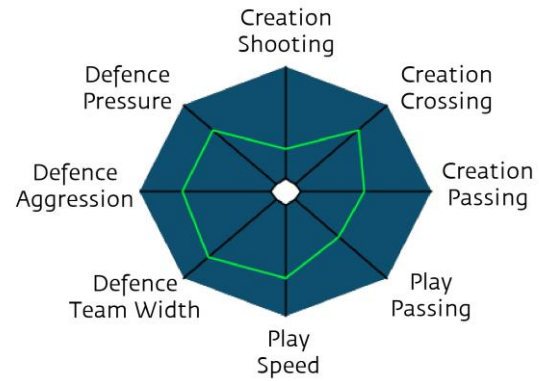 Creation
Shooting
Creation
Crossing
Creation
Passing
Play
Passing
Play
Speed
Defence
Team Width
Defence
Aggression
Defence
Pressure